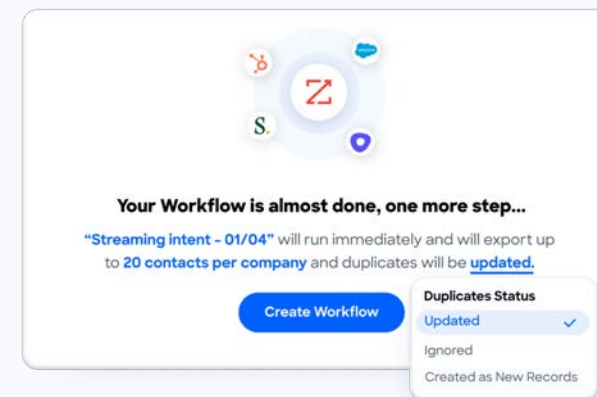 S.
Your Workflow is almost done, one more step...
“Streaming intent - 01/04” will run immediately and will export up
to 20 contacts per company and duplicates will be updated.
Create Workflow
Duplicates Status
Updated
Ignored
Created as New Records